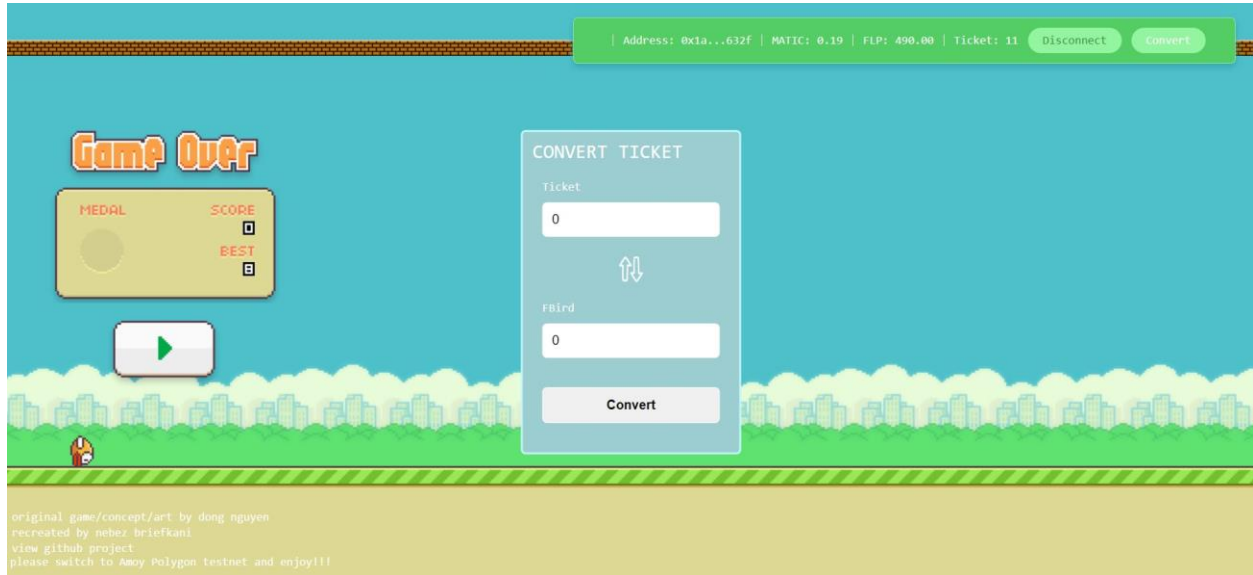 | Address: 0x1a...632f | MATIC: 0.19 | FLP: 490.00 | Ticket: 11 Disconnect Convert
Game Over
MEDAL SCORE
0
BEST
8
CONVERT TICKET
Ticket
0
FBird
0
Convert
original game/concept/art by dong nguyen
recreated by nebez briefkani
view github project
please switch to Amoy Polygon testnet and enjoy!!!